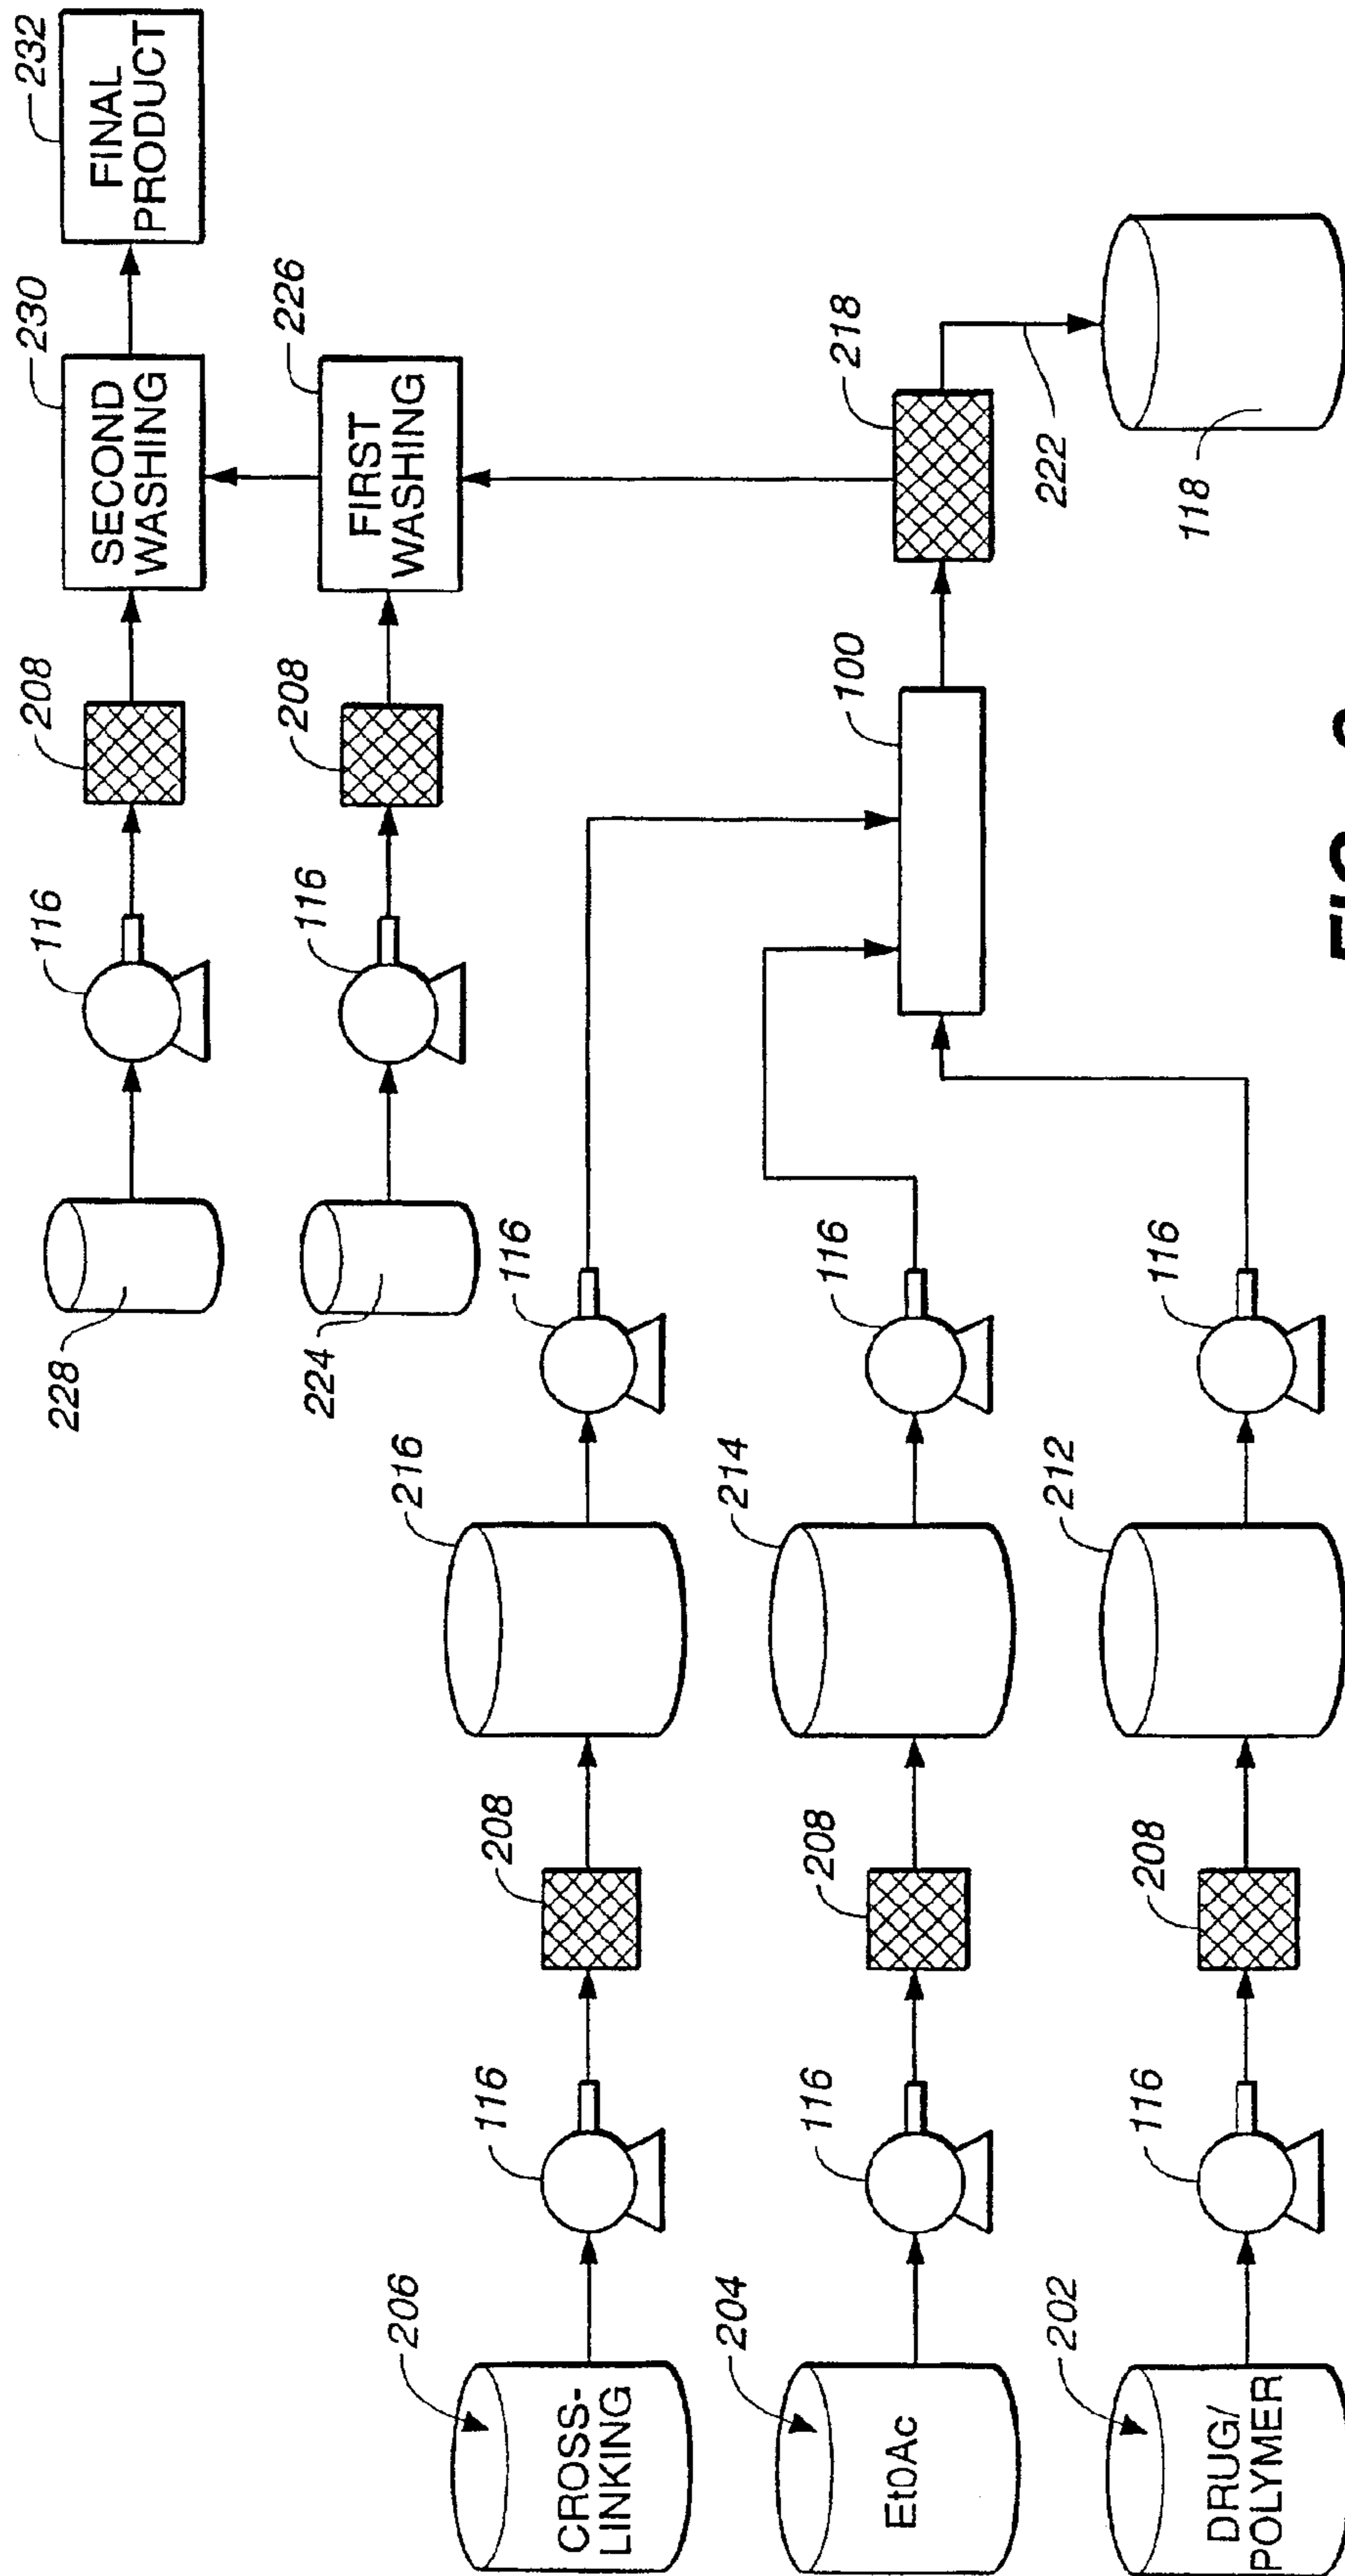 116
208
230
232
SECOND
WASHING
FINAL
PRODUCT
228
116
208
226
FIRST
WASHING
224
216
116
206
116
208
CROSS-
LINKING
214
116
100
218
204
116
208
Et0Ac
222
212
116
118
202
116
208
DRUG/
POLYMER
FIG.